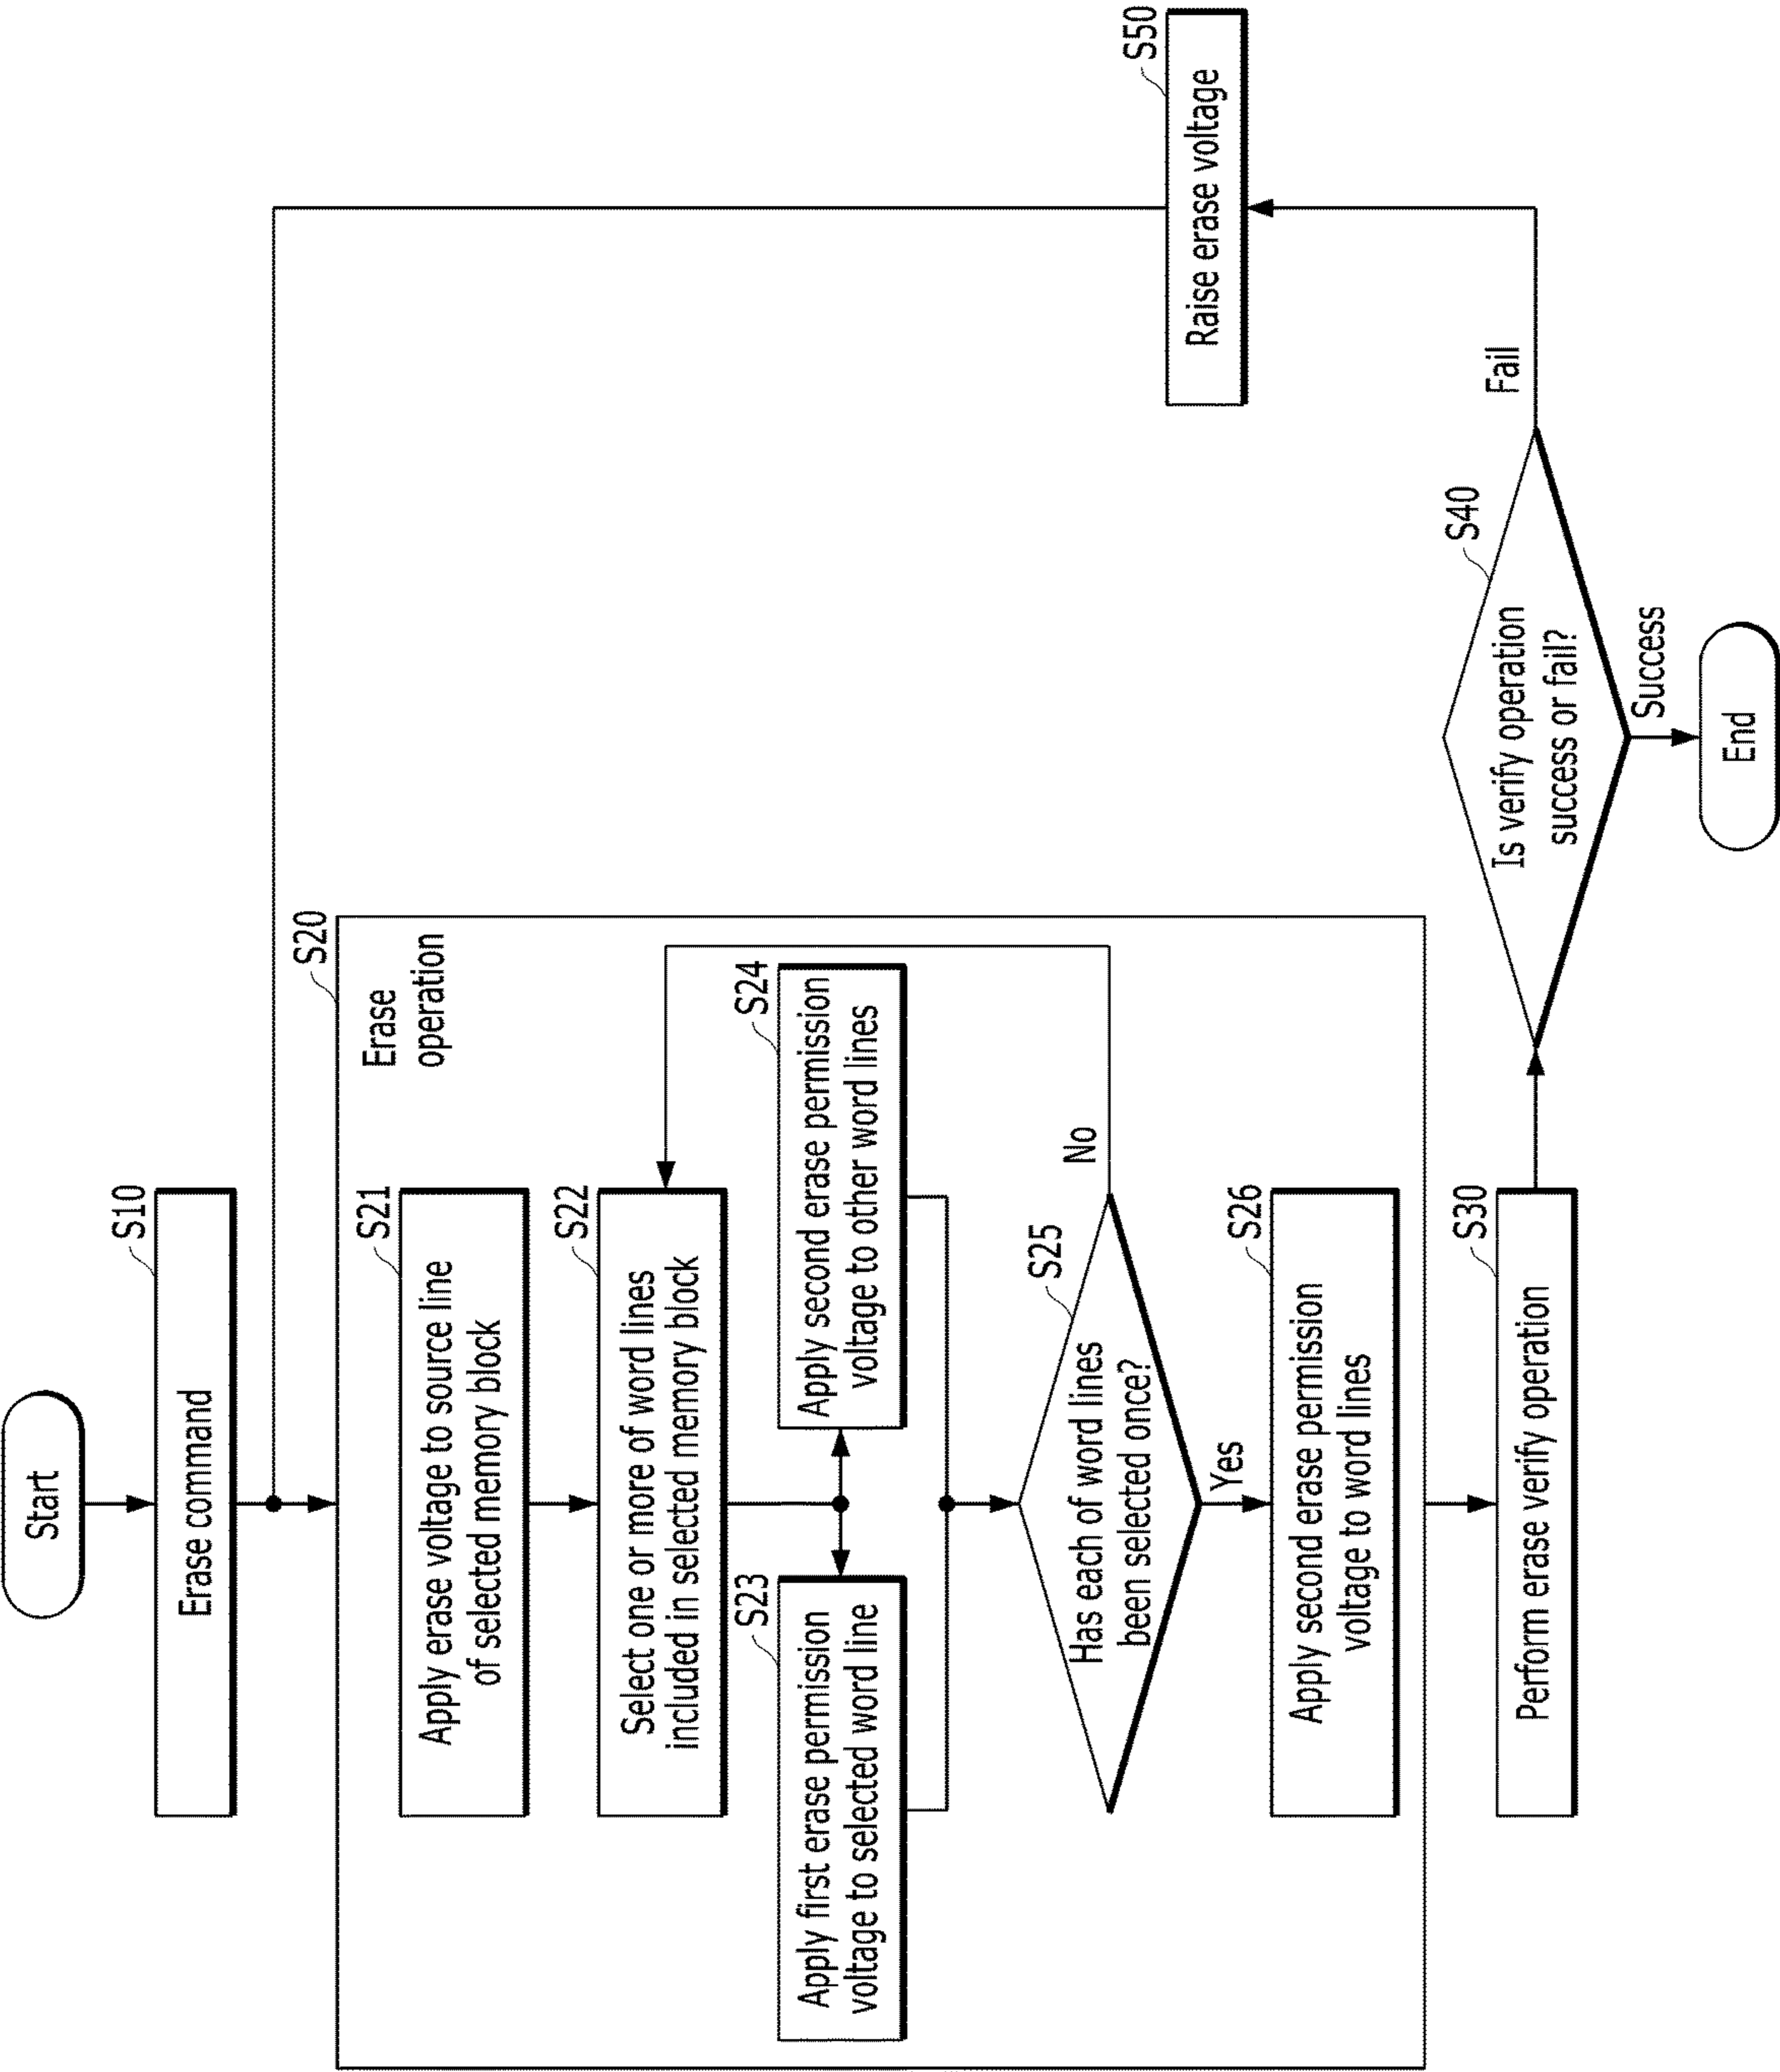 Start
S10
Erase command
S20
Erase
operation
S21
Apply erase voltage to source line
of selected memory block
S22
Select one or more of word lines
included in selected memory block
S23
Apply first erase permission
voltage to selected word line
S24
Apply second erase permission
voltage to other word lines
S25
Has each of word lines
been selected once?
No
Yes
S26
Apply second erase permission
voltage to word lines
S30
Perform erase verify operation
S40
Is verify operation
success or fail?
Fail
Success
S50
Raise erase voltage
End